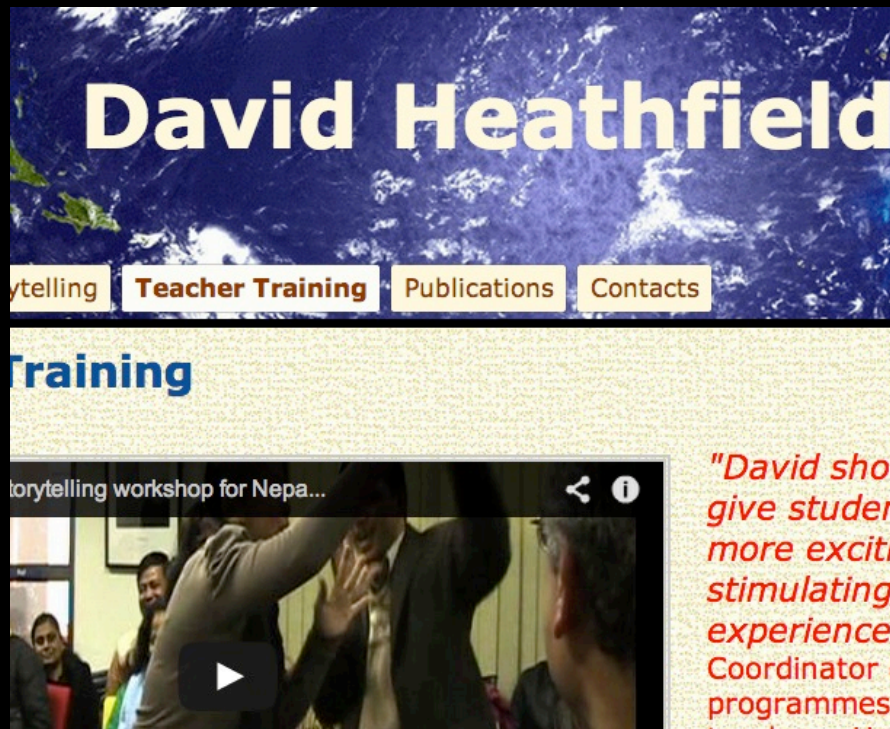 David Heathfield
ytelling Teacher Training Publications Contacts
Training
torytelling workshop for Nepa...
"David sho
give studen
more exciti
stimulating
experience
Coordinator
programmes